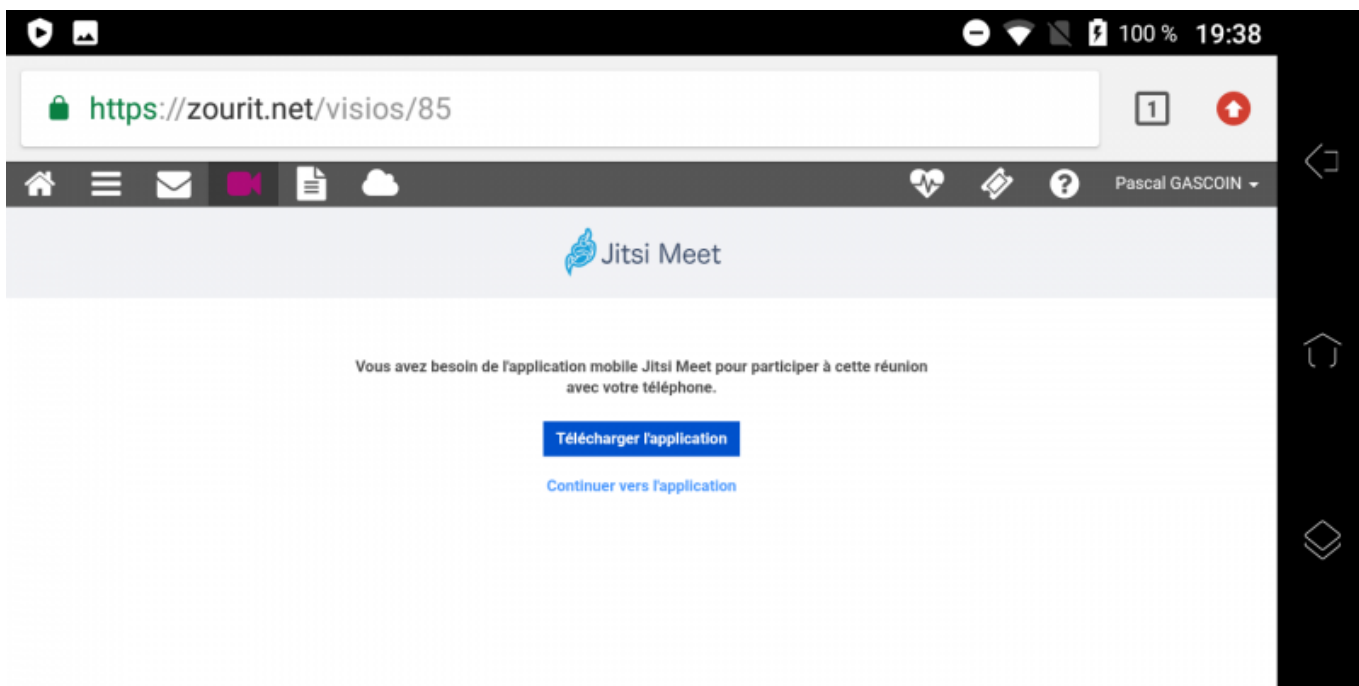 100 % 19:38
https://zourit.net/visios/85
1
Pascal GASCOIN
Jitsi Meet
Vous avez besoin de l'application mobile Jitsi Meet pour participer à cette réunion
avec votre téléphone.
Télécharger l'application
Continuer vers l'application